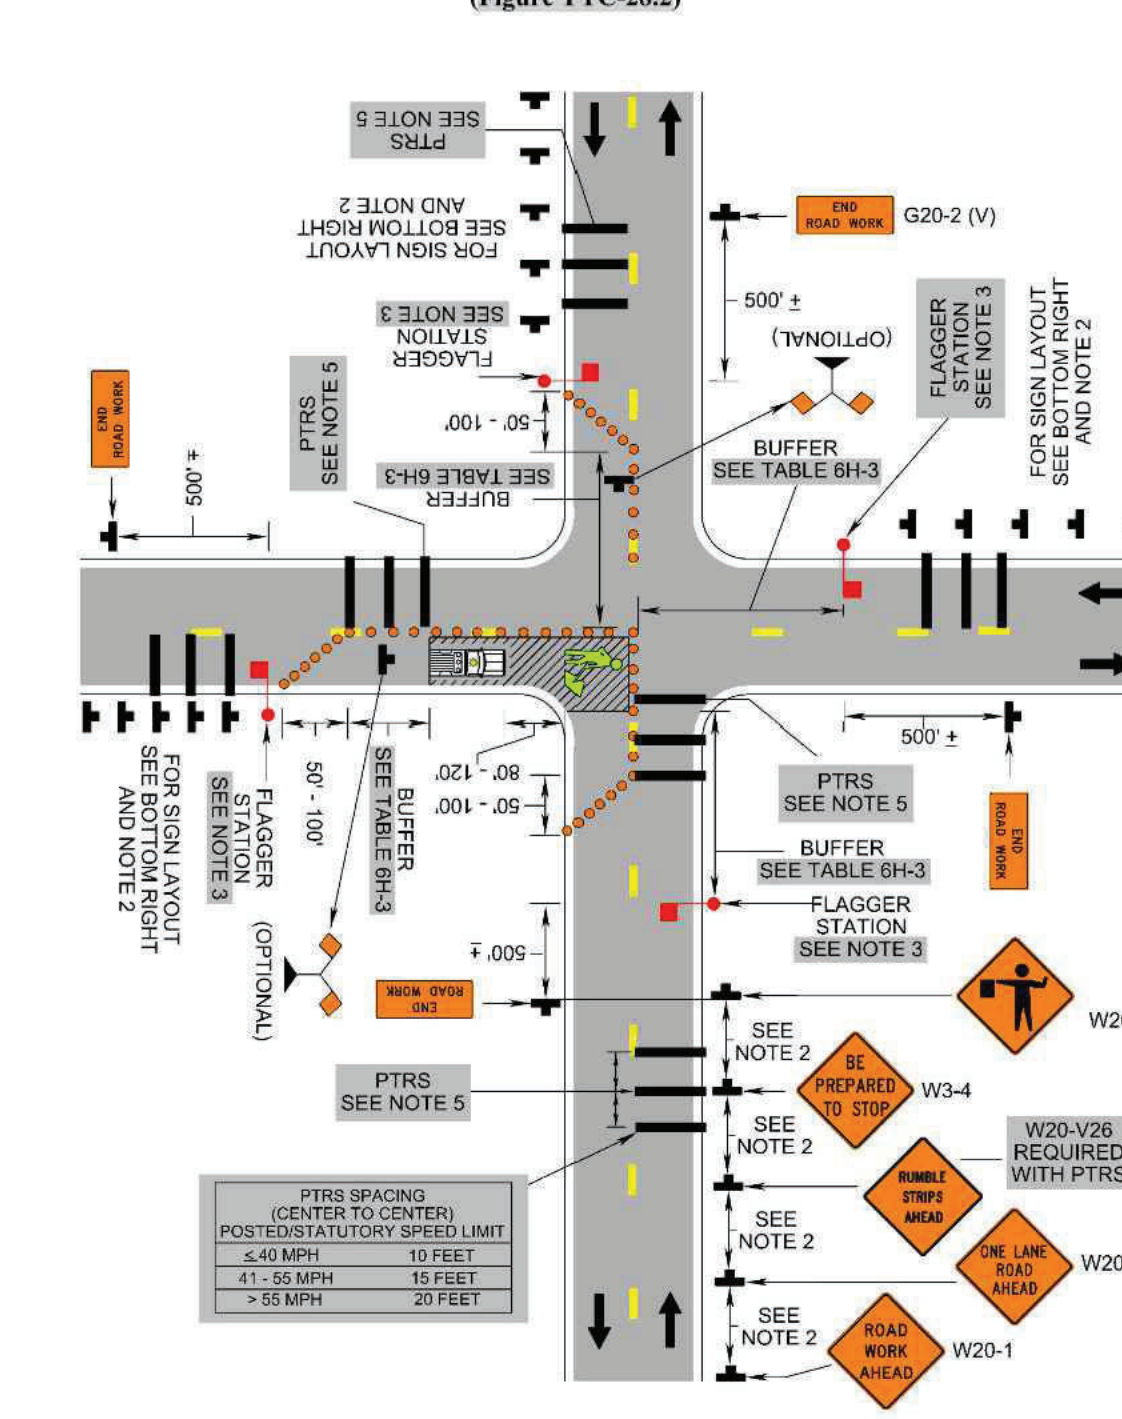 SEE NOTE 5
PTRS
AND NOTE 2
SEE BOTTOM RIGHT
FOR SIGN LAYOUT
END
ROAD WORK
G20-2 (V)
500' ±
(OPTIONAL)
FLAGGER
STATION
SEE NOTE 3
FOR SIGN LAYOUT
SEE BOTTOM RIGHT
AND NOTE 2
SEE NOTE 3
STATION
FLAGGER
50' - 100'
PTRS
SEE NOTE 5
END
ROAD WORK
500' ±
SEE TABLE 6H-3
BUFFER
BUFFER
SEE TABLE 6H-3
500' ±
END
ROAD WORK
PTRS
SEE NOTE 5
BUFFER
SEE TABLE 6H-3
FLAGGER
STATION
SEE NOTE 3
80' - 120'
50' - 100'
500' ±
BUFFER
SEE TABLE 6H-3
50' - 100'
FLAGGER
STATION
SEE NOTE 3
FOR SIGN LAYOUT
SEE BOTTOM RIGHT
AND NOTE 2
(OPTIONAL)
END
ROAD WORK
PTRS
SEE NOTE 5
SEE
NOTE 2
BE
PREPARED
TO STOP
W3-4
SEE
NOTE 2
W20-V26
REQUIRED
WITH PTRS
RUMBLE
STRIPS
AHEAD
SEE
NOTE 2
ONE LANE
ROAD
AHEAD
SEE
NOTE 2
ROAD
WORK
AHEAD
W20-1
PTRS SPACING
(CENTER TO CENTER)
POSTED/STATUTORY SPEED LIMIT
≤40 MPH 10 FEET
41 - 55 MPH 15 FEET
> 55 MPH 20 FEET